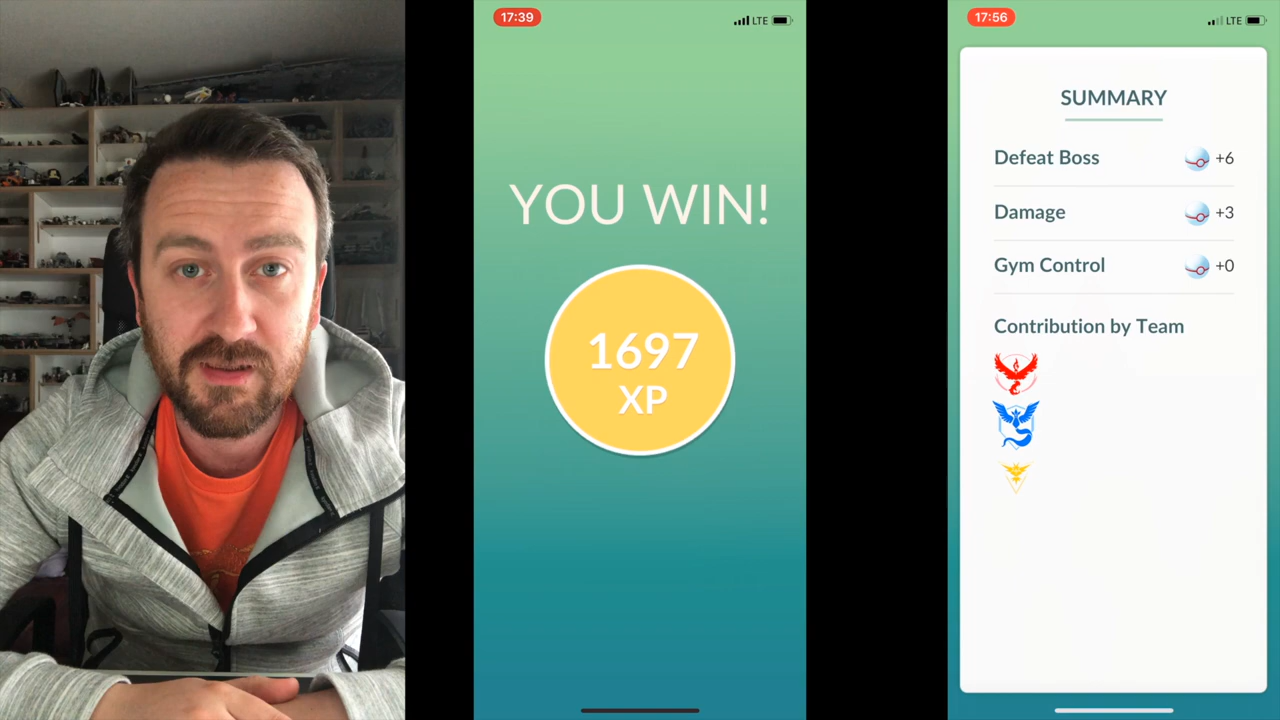 17:39
LTE
YOU WIN!
1697
XP
17:56
LTE
SUMMARY
Defeat Boss +6
Damage +3
Gym Control +0
Contribution by Team